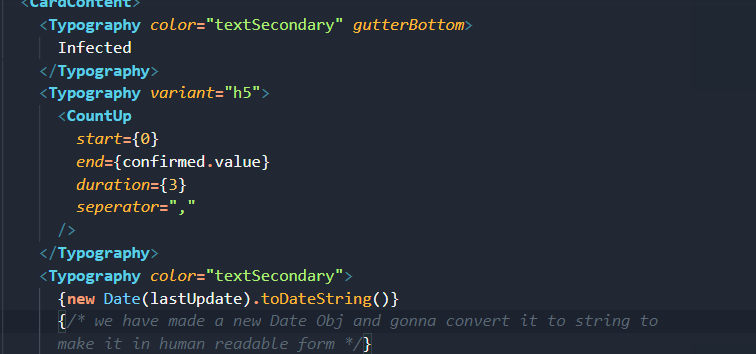 <CardContent>
<Typography color="textSecondary" gutterBottom>
Infected
</Typography>
<Typography variant="h5">
<CountUp
start={0}
end={confirmed.value}
duration={3}
seperator=","
/>
</Typography>
<Typography color="textSecondary">
{new Date(lastUpdate).toDateString()}
{/* we have made a new Date Obj and gonna convert it to string to
make it in human readable form */}